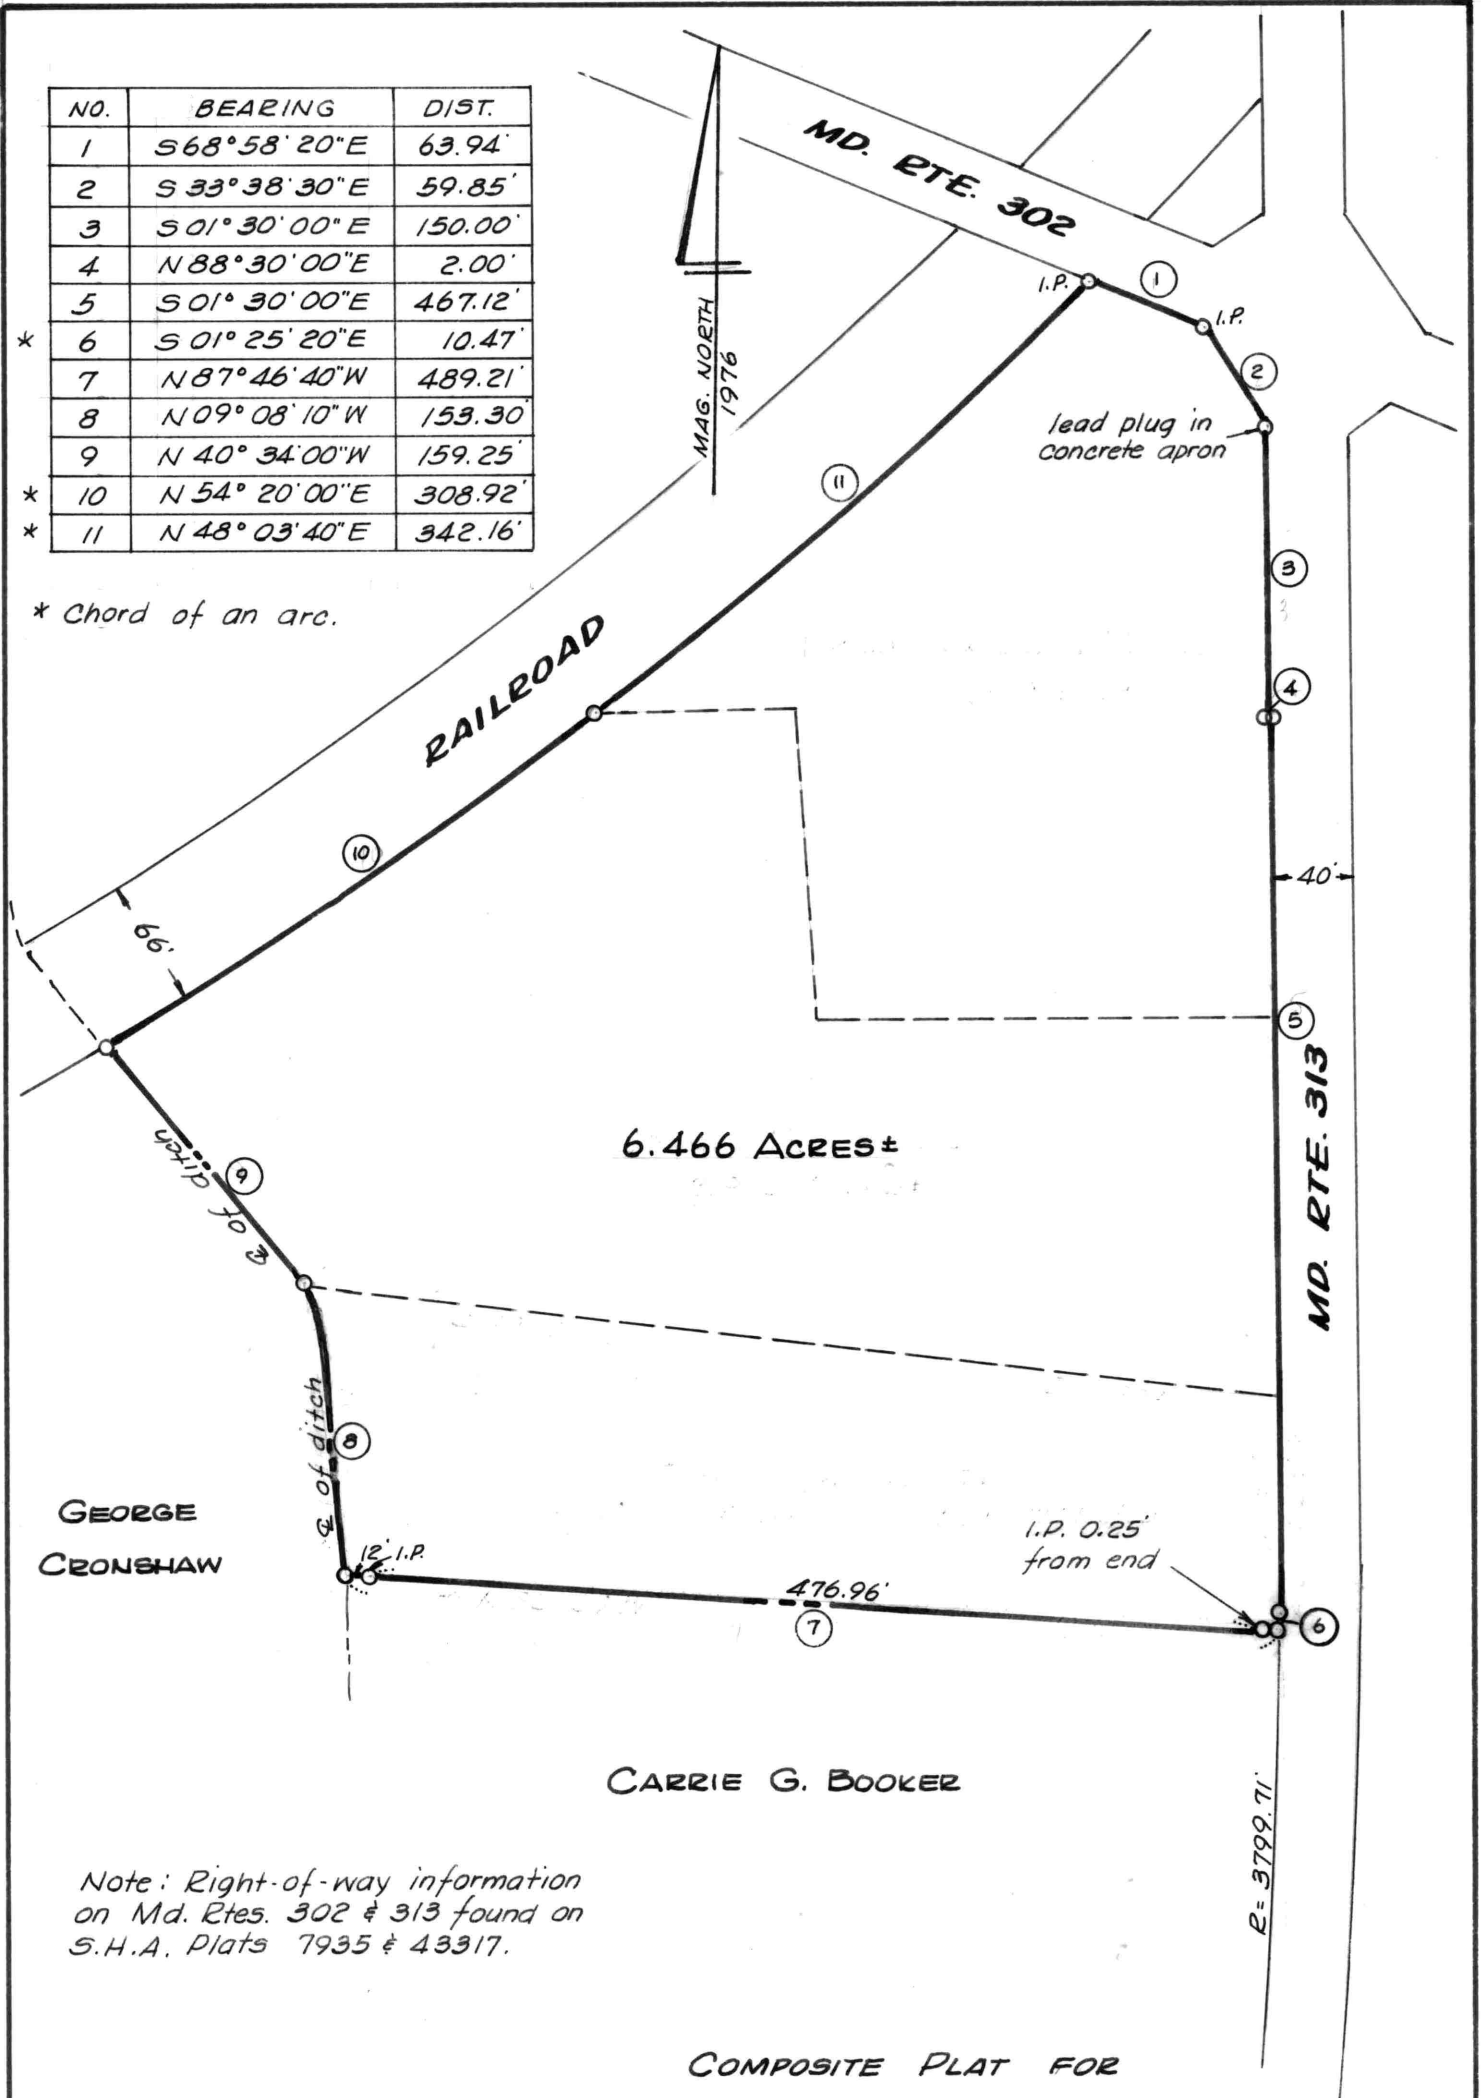 NO. BEARING DIST.
1 S 68° 58' 20" E 63.94'
2 S 33° 38' 30" E 59.85'
3 S 01° 30' 00" E 150.00'
4 N 88° 30' 00" E 2.00'
5 S 01° 30' 00" E 467.12'
* 6 S 01° 25' 20" E 10.47'
7 N 87° 46' 40" W 489.21'
8 N 09° 08' 10" W 153.30'
9 N 40° 34' 00" W 159.25'
* 10 N 54° 20' 00" E 308.92'
* 11 N 48° 03' 40" E 342.16'
* Chord of an arc.
MAG. NORTH
1976
MD. RTE. 302
I.P.
1
I.P.
2
lead plug in
concrete apron
11
3
4
RAILROAD
10
40'
66'
5
MD. RTE. 313
6.466 ACRES ±
9
℄ of ditch
8
℄ of ditch
GEORGE
CRONSHAW
12' I.P.
476.96'
7
I.P. 0.25'
from end
6
CARRIE G. BOOKER
R = 3799.71'
Note: Right-of-way information
on Md. Rtes. 302 & 313 found on
S.H.A. Plats 7935 & 43317.
COMPOSITE PLAT FOR